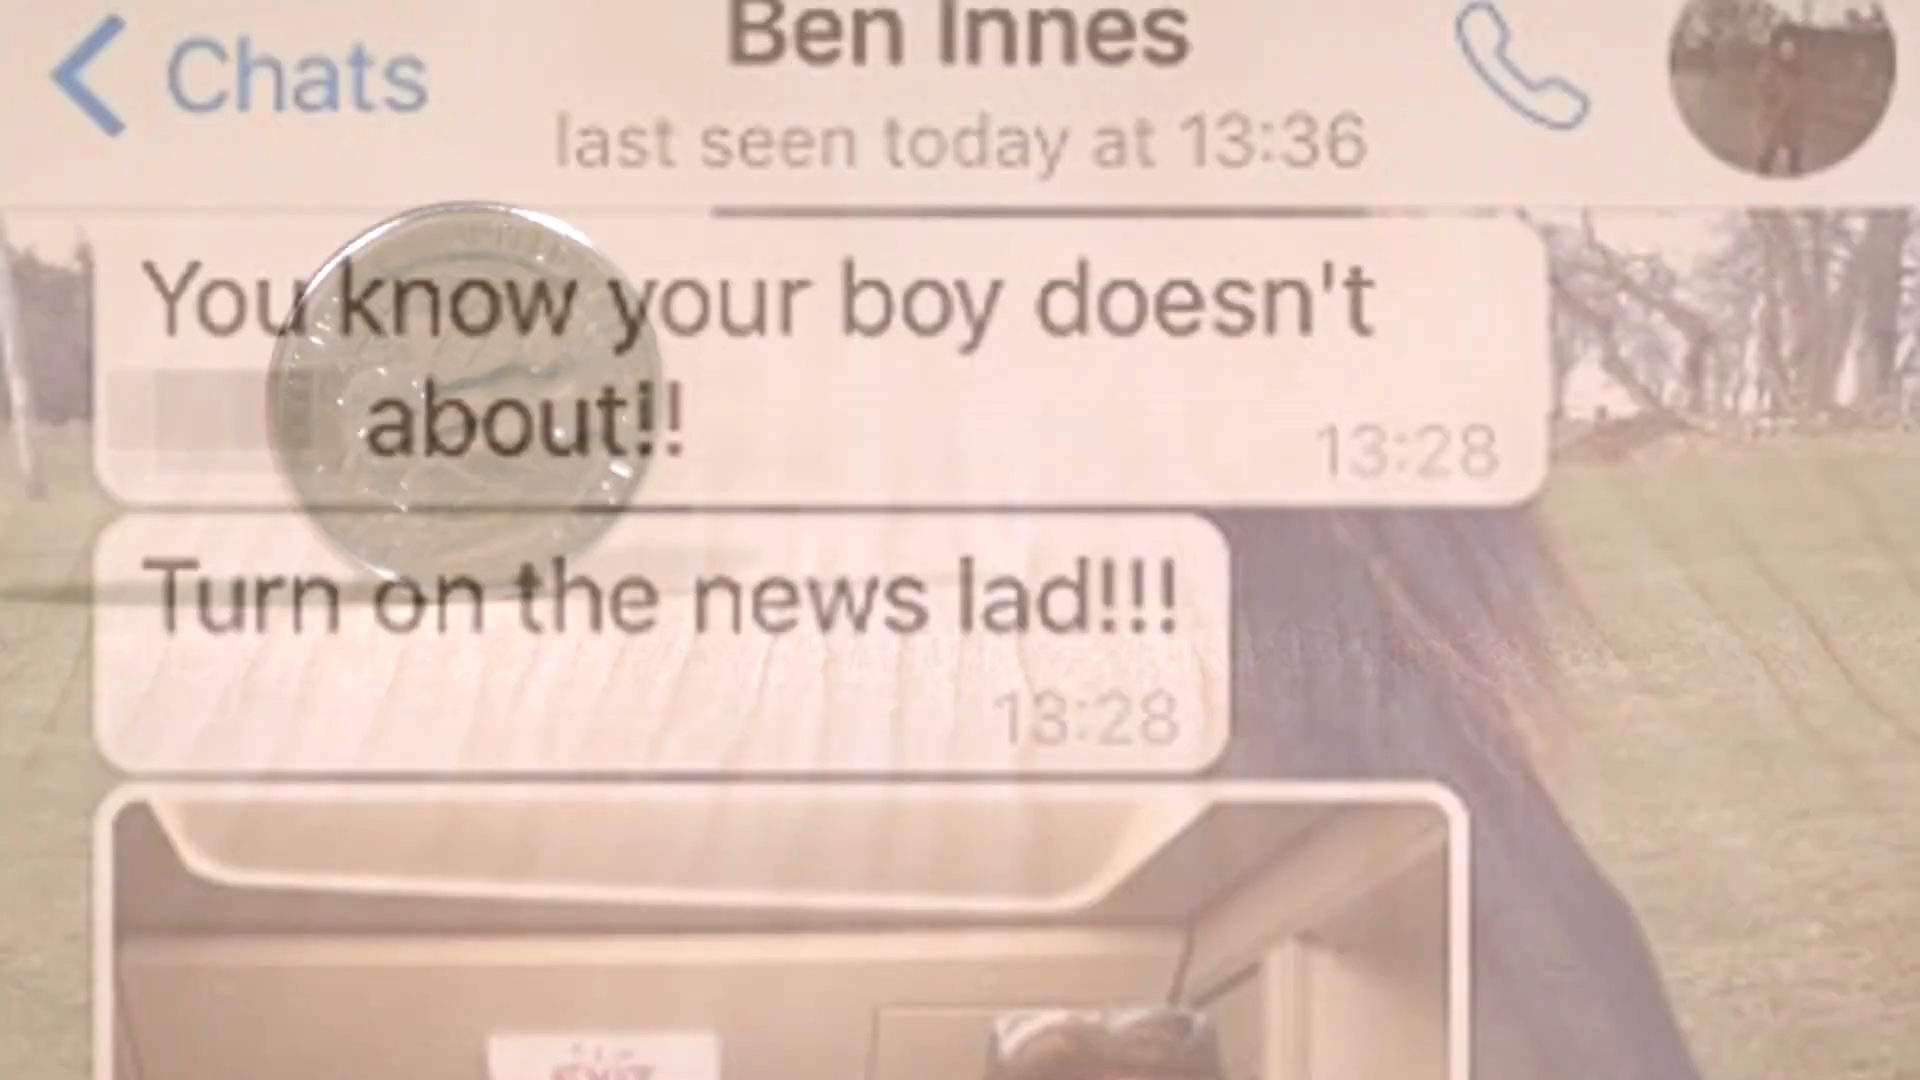 Chats
Ben Innes
last seen today at 13:36
You know your boy doesn't
about!!
13:28
Turn on the news lad!!!
13:28